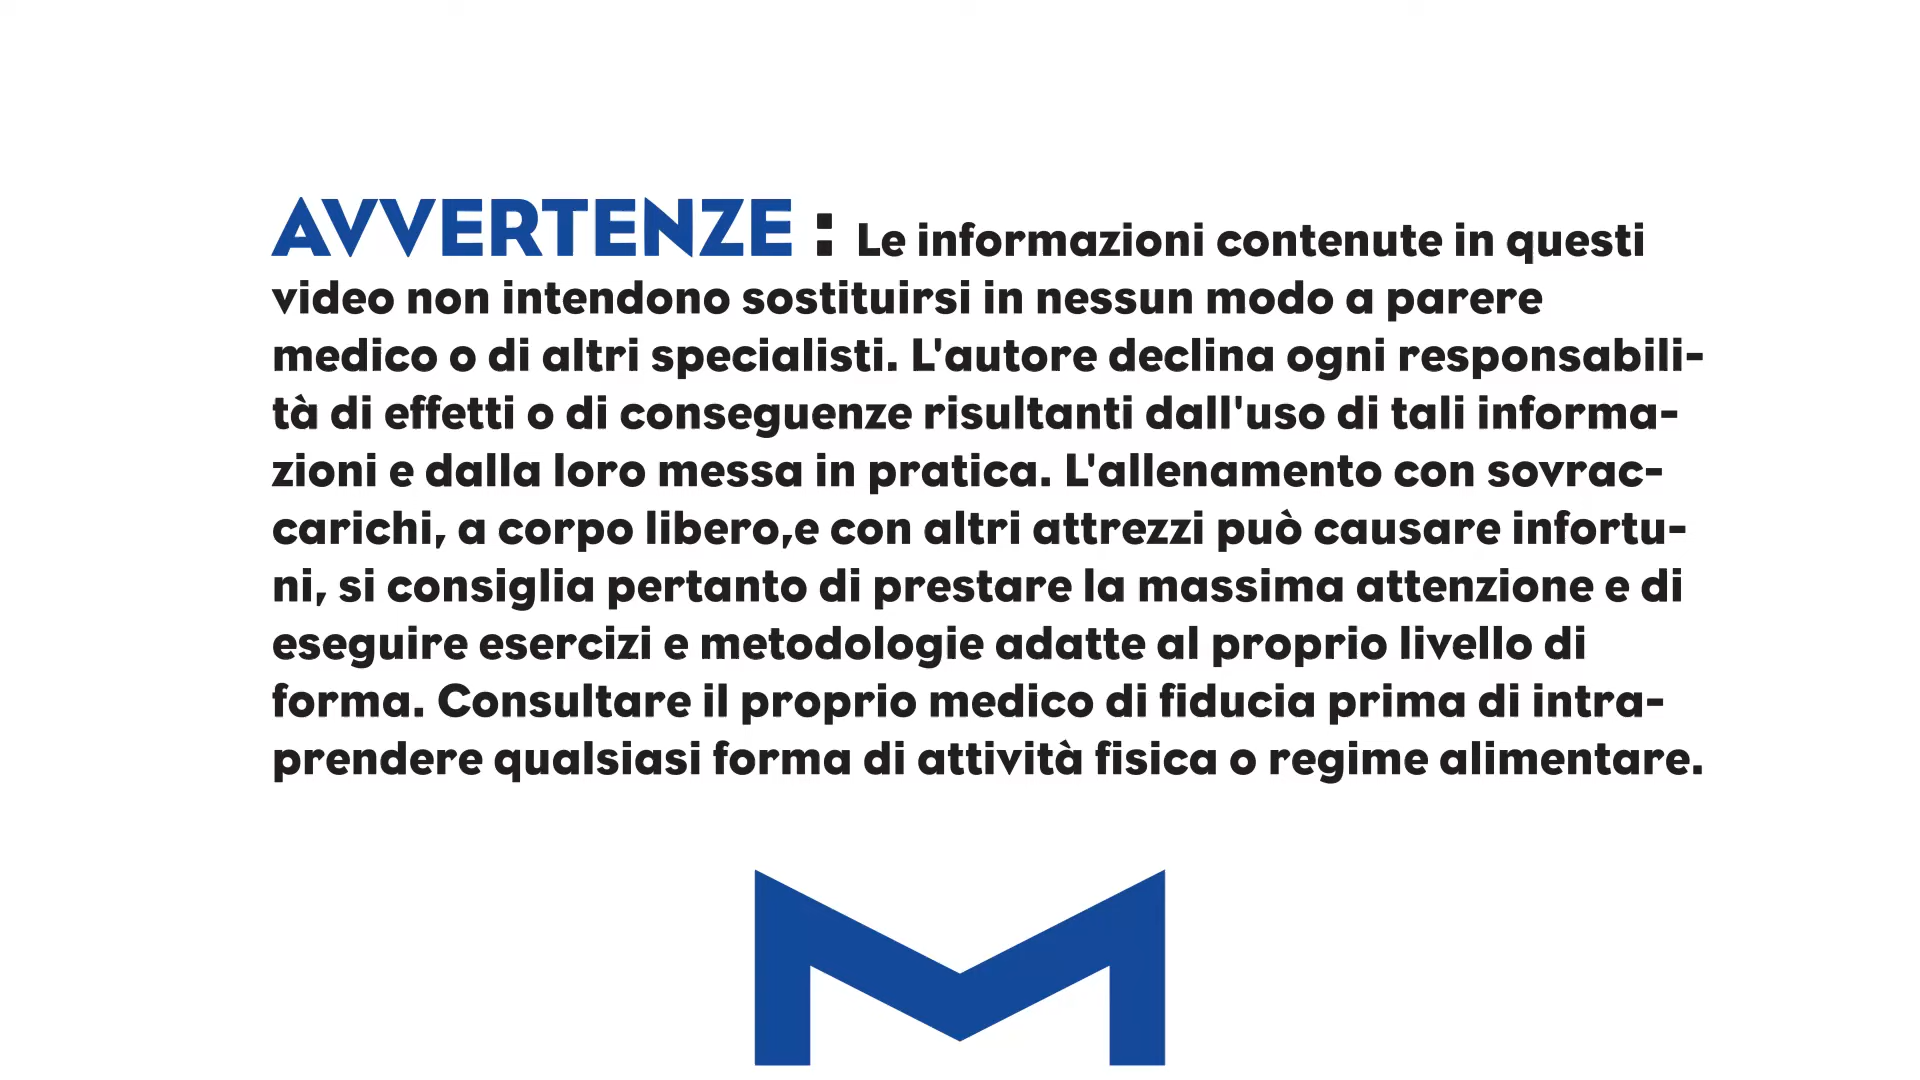 AVVERTENZE : Le informazioni contenute in questi
video non intendono sostituirsi in nessun modo a parere
medico o di altri specialisti. L'autore declina ogni responsabili-
tà di effetti o di conseguenze risultanti dall'uso di tali informa-
zioni e dalla loro messa in pratica. L'allenamento con sovrac-
carichi, a corpo libero,e con altri attrezzi può causare infortu-
ni, si consiglia pertanto di prestare la massima attenzione e di
eseguire esercizi e metodologie adatte al proprio livello di
forma. Consultare il proprio medico di fiducia prima di intra-
prendere qualsiasi forma di attività fisica o regime alimentare.
M